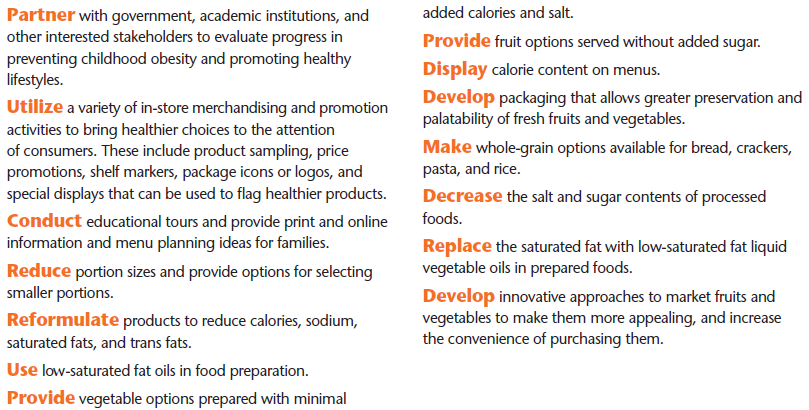 Partner with government, academic institutions, and
other interested stakeholders to evaluate progress in
preventing childhood obesity and promoting healthy
lifestyles.
Utilize a variety of in-store merchandising and promotion
activities to bring healthier choices to the attention
of consumers. These include product sampling, price
promotions, shelf markers, package icons or logos, and
special displays that can be used to flag healthier products.
Conduct educational tours and provide print and online
information and menu planning ideas for families.
Reduce portion sizes and provide options for selecting
smaller portions.
Reformulate products to reduce calories, sodium,
saturated fats, and trans fats.
Use low-saturated fat oils in food preparation.
Provide vegetable options prepared with minimal
added calories and salt.
Provide fruit options served without added sugar.
Display calorie content on menus.
Develop packaging that allows greater preservation and
palatability of fresh fruits and vegetables.
Make whole-grain options available for bread, crackers,
pasta, and rice.
Decrease the salt and sugar contents of processed
foods.
Replace the saturated fat with low-saturated fat liquid
vegetable oils in prepared foods.
Develop innovative approaches to market fruits and
vegetables to make them more appealing, and increase
the convenience of purchasing them.